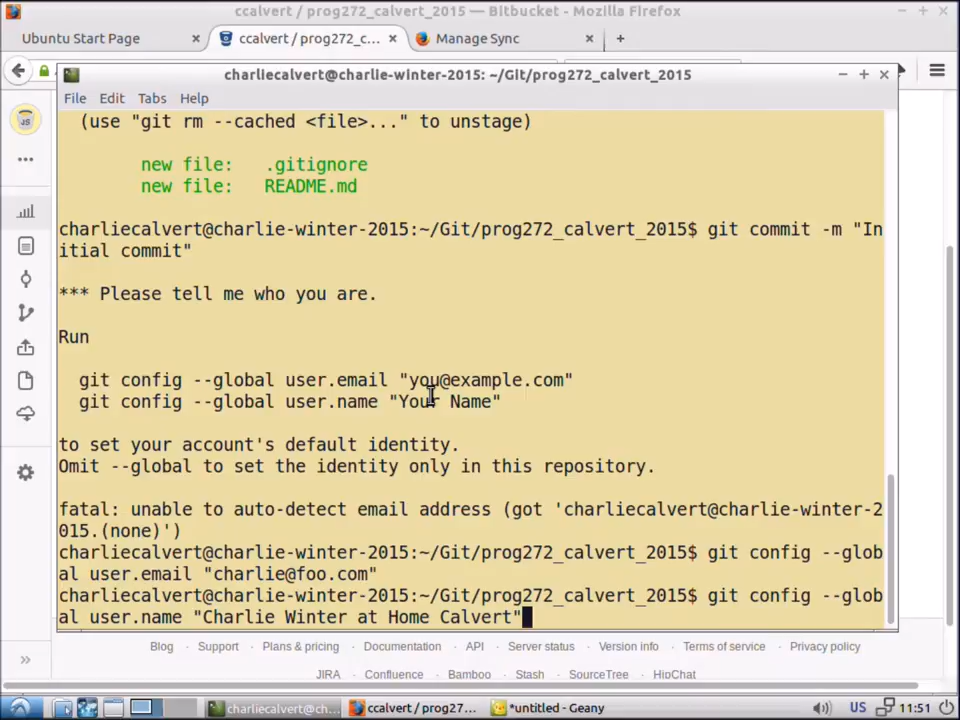 ccalvert / prog272_calvert_2015 — Bitbucket - Mozilla Firefox
Ubuntu Start Page
ccalvert / prog272_c...
Manage Sync
charliecalvert@charlie-winter-2015: ~/Git/prog272_calvert_2015
File Edit Tabs Help
JS
(use "git rm --cached <file>..." to unstage)
new file:   .gitignore
new file:   README.md
charliecalvert@charlie-winter-2015:~/Git/prog272_calvert_2015$ git commit -m "In
itial commit"
*** Please tell me who you are.
Run
git config --global user.email "you@example.com"
git config --global user.name "Your Name"
to set your account's default identity.
Omit --global to set the identity only in this repository.
fatal: unable to auto-detect email address (got 'charliecalvert@charlie-winter-2
015.(none)')
charliecalvert@charlie-winter-2015:~/Git/prog272_calvert_2015$ git config --glob
al user.email "charlie@foo.com"
charliecalvert@charlie-winter-2015:~/Git/prog272_calvert_2015$ git config --glob
al user.name "Charlie Winter at Home Calvert"
Blog Support Plans & pricing Documentation API Server status Version info Terms of service Privacy policy
JIRA Confluence Bamboo Stash SourceTree HipChat
charliecalvert@ch... ccalvert / prog27... *untitled - Geany US 11:51